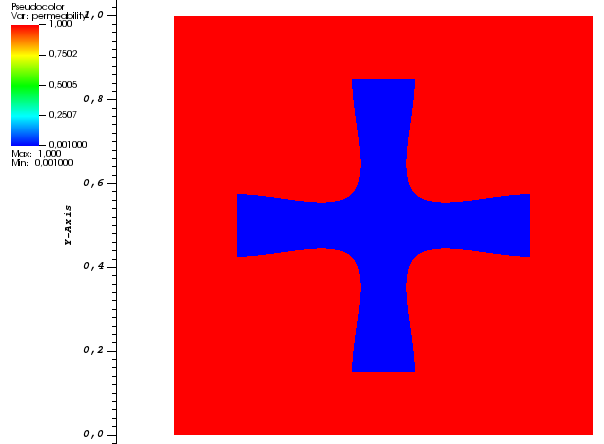 Pseudocolor
Var: permeability
1,000
0,7502
0,5005
0,2507
0,001000
Max: 1,000
Min: 0,001000
1,0
0,8
0,6
0,4
0,2
0,0
Y-Axis